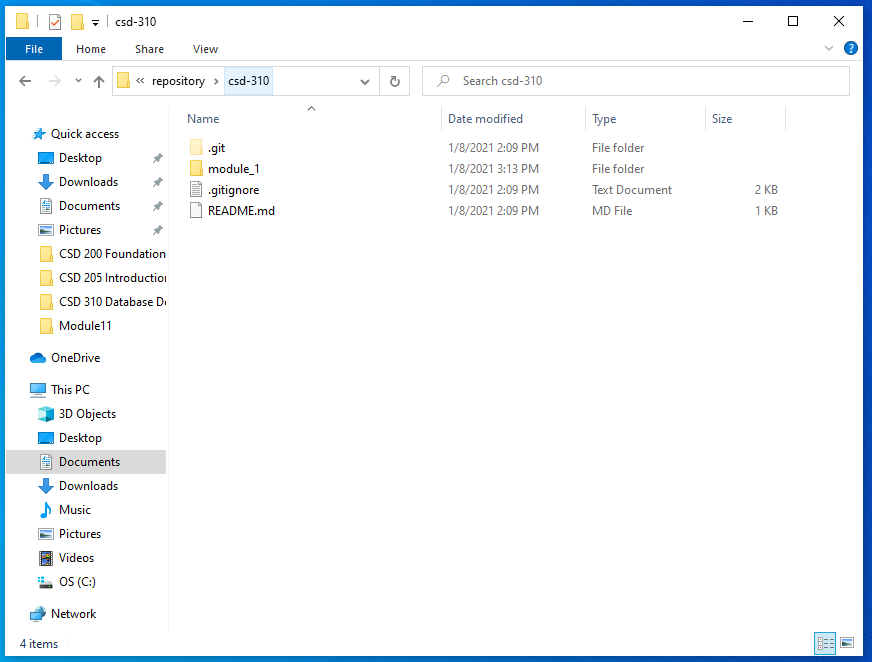 csd-310
File Home Share View
« repository › csd-310 Search csd-310
Name Date modified Type Size
.git 1/8/2021 2:09 PM File folder
module_1 1/8/2021 3:13 PM File folder
.gitignore 1/8/2021 2:09 PM Text Document 2 KB
README.md 1/8/2021 2:09 PM MD File 1 KB
Quick access
Desktop
Downloads
Documents
Pictures
CSD 200 Foundation
CSD 205 Introduction
CSD 310 Database De
Module11
OneDrive
This PC
3D Objects
Desktop
Documents
Downloads
Music
Pictures
Videos
OS (C:)
Network
4 items